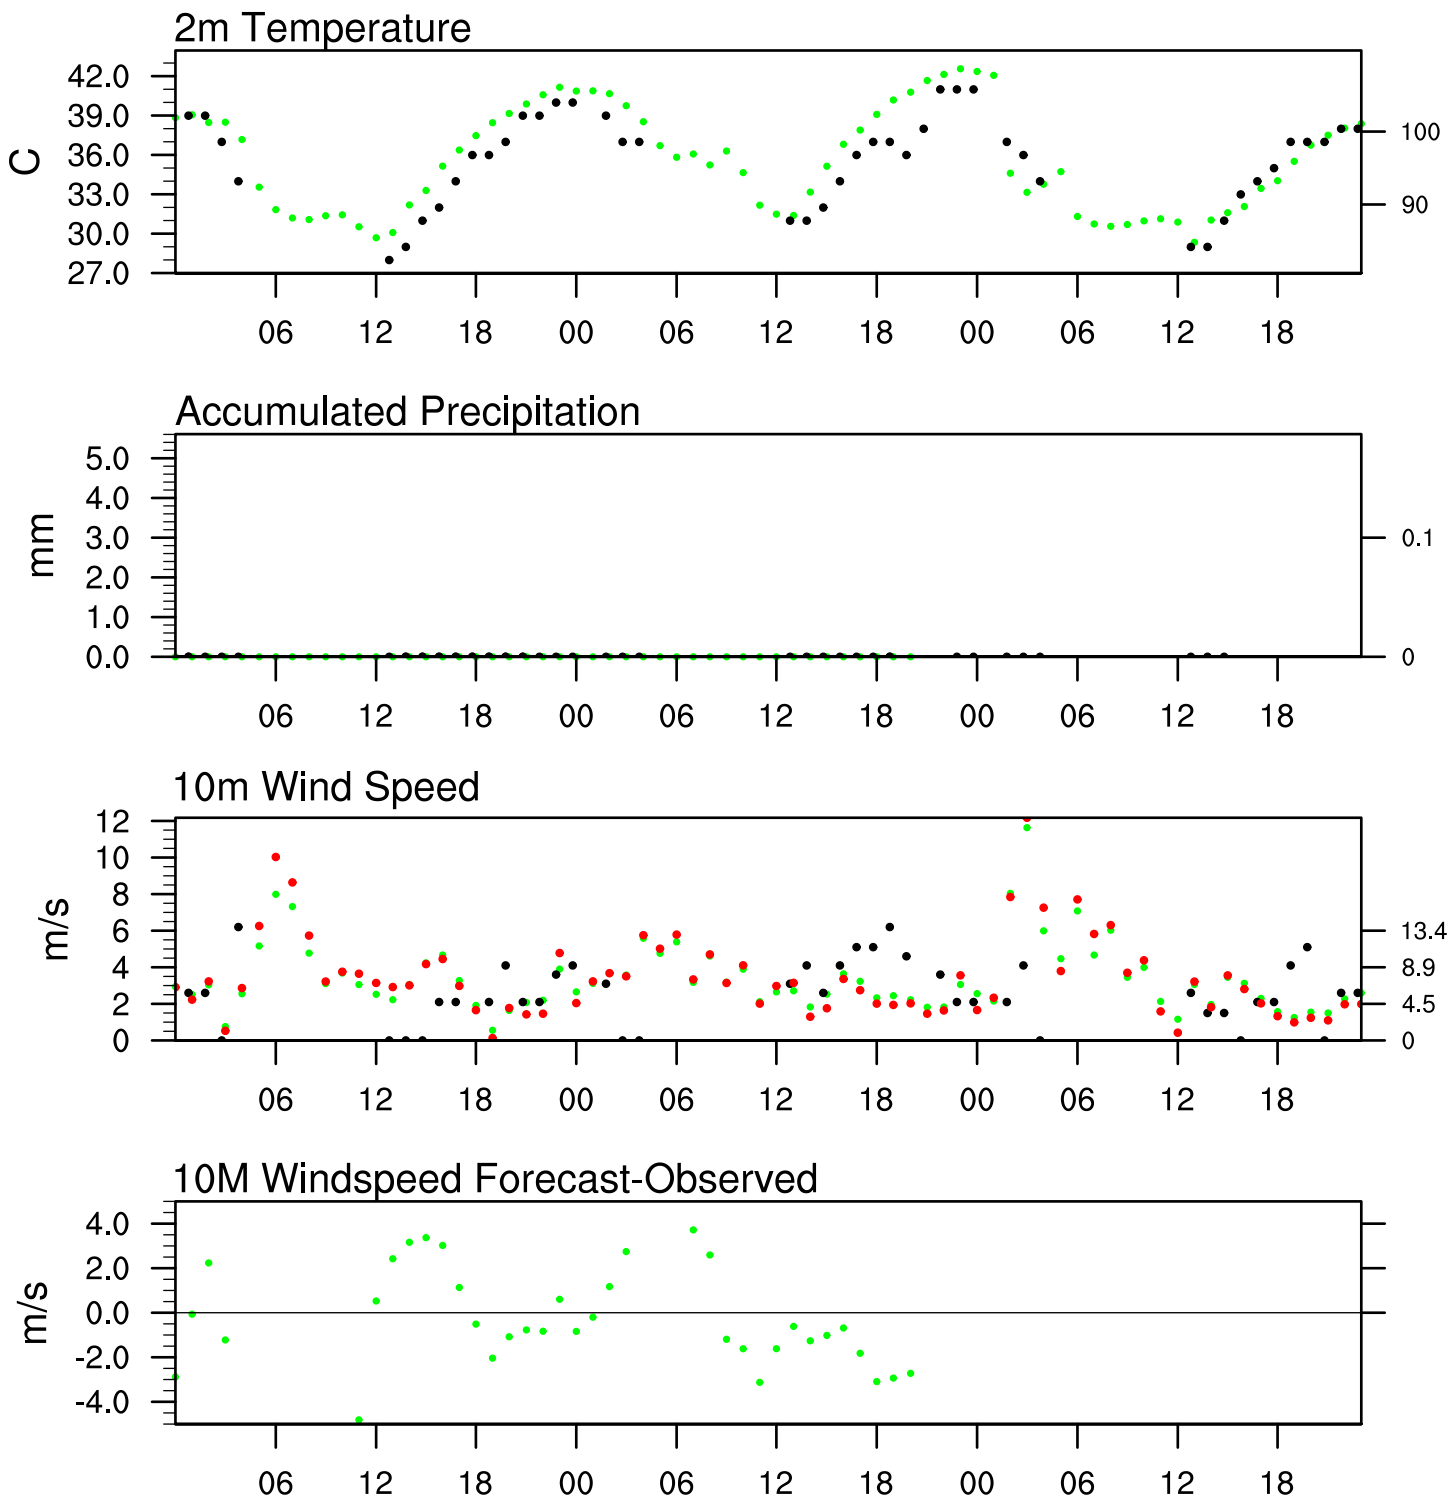 2m Temperature
42.0
39.0
36.0
33.0
30.0
27.0
C
100
90
06 12 18 00 06 12 18 00 06 12 18
Accumulated Precipitation
5.0
4.0
3.0
2.0
1.0
0.0
mm
0.1
0
06 12 18 00 06 12 18 00 06 12 18
10m Wind Speed
12
10
8
6
4
2
0
m/s
13.4
8.9
4.5
0
06 12 18 00 06 12 18 00 06 12 18
10M Windspeed Forecast-Observed
4.0
2.0
0.0
-2.0
-4.0
m/s
06 12 18 00 06 12 18 00 06 12 18